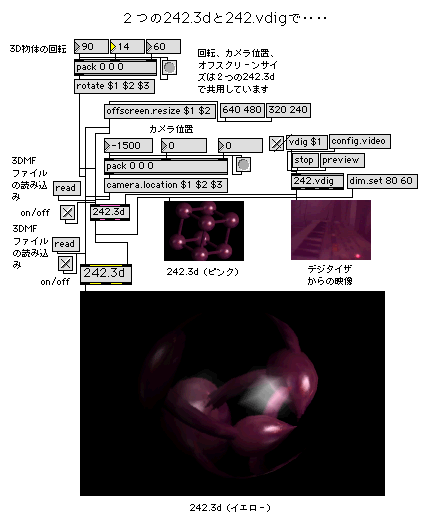 ２つの242.3dと242.vdigで‥‥
3D物体の回転
90
14
60
pack 0 0 0
rotate $1 $2 $3
回転、カメラ位置、
オフスクリーンサイ
ズは２つの242.3d
で共用しています
offscreen.resize $1 $2
640 480
320 240
カメラ位置
-1500
0
0
pack 0 0 0
camera.location $1 $2 $3
vdig $1
config.video
stop
preview
242.vdig
dim.set 80 60
3DMF
ファイル
の読み込
み
read
on/off
242.3d
3DMF
ファイル
の読み込
み
read
on/off
242.3d
242.3d（ピンク）
デジタイザ
からの映像
242.3d（イエロー）